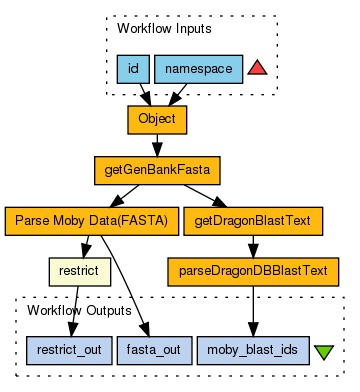 Workflow Inputs
id
namespace
Object
getGenBankFasta
Parse Moby Data(FASTA)
getDragonBlastText
restrict
parseDragonDBBlastText
Workflow Outputs
restrict_out
fasta_out
moby_blast_ids